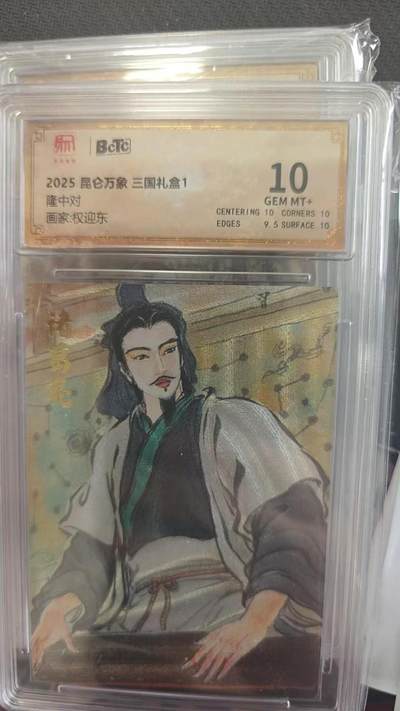 BCTC
2025 昆仑万象 三国礼盒1
隆中对
画家:权迎东
10
GEM MT+
CENTERING 10 CORNERS 10
EDGES 9.5 SURFACE 10